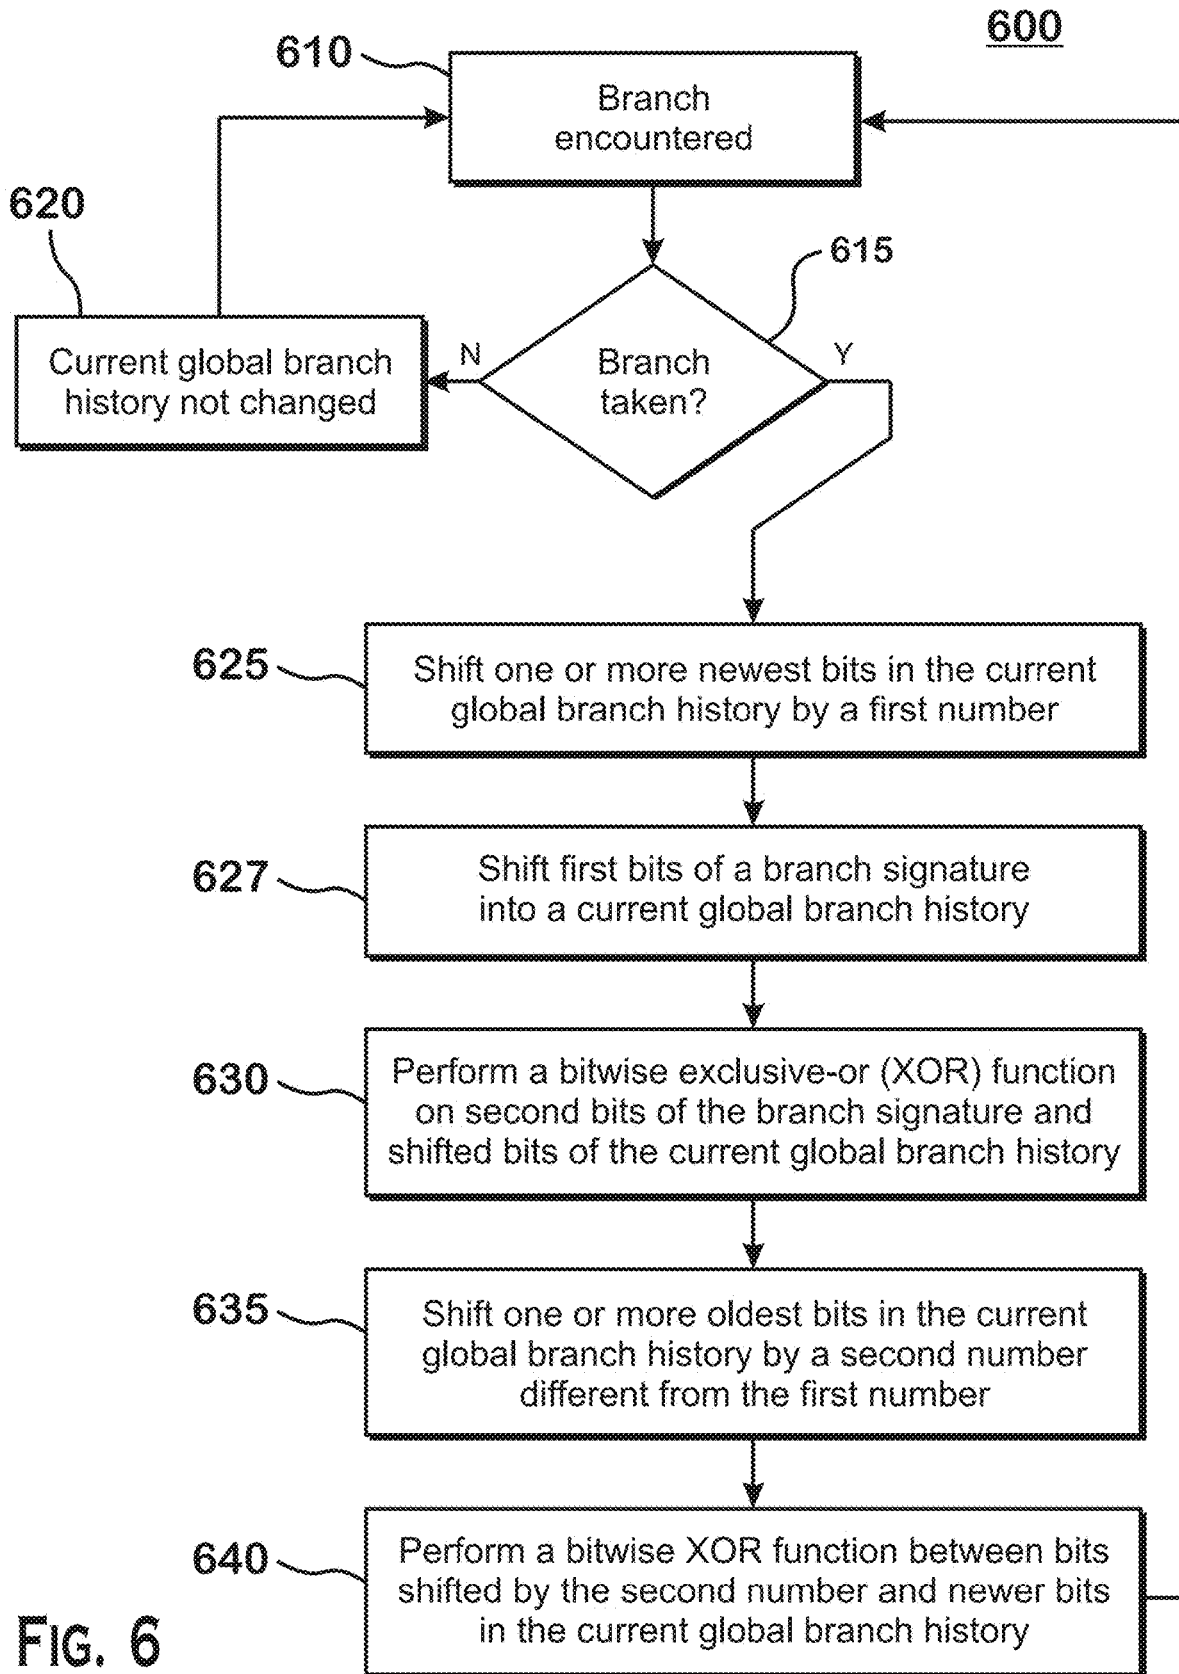 600
610
Branch
encountered
620
615
Current global branch
history not changed
N
Branch
taken?
Y
625
Shift one or more newest bits in the current
global branch history by a first number
627
Shift first bits of a branch signature
into a current global branch history
630
Perform a bitwise exclusive-or (XOR) function
on second bits of the branch signature and
shifted bits of the current global branch history
635
Shift one or more oldest bits in the current
global branch history by a second number
different from the first number
640
Perform a bitwise XOR function between bits
shifted by the second number and newer bits
in the current global branch history
FIG. 6